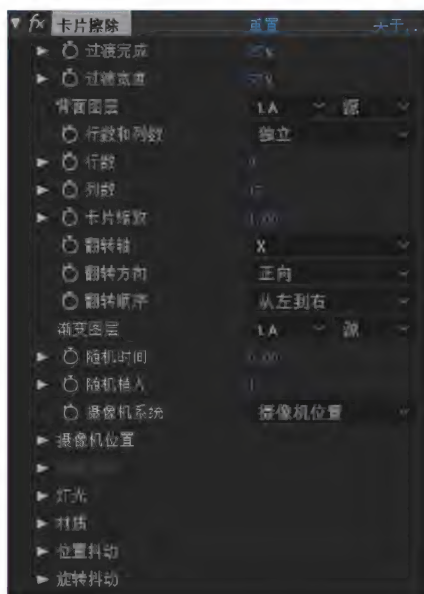 fx 卡片擦除 重置 关于...
过渡完成
过渡宽度
背面图层 1.A 源
行数和列数 独立
行数
列数
卡片缩放 1.00
翻转轴 X
翻转方向 正向
翻转顺序 从左到右
渐变图层 1.A 源
随机时间 0.00
随机植入 1
摄像机系统 摄像机位置
摄像机位置
灯光
材质
位置抖动
旋转抖动